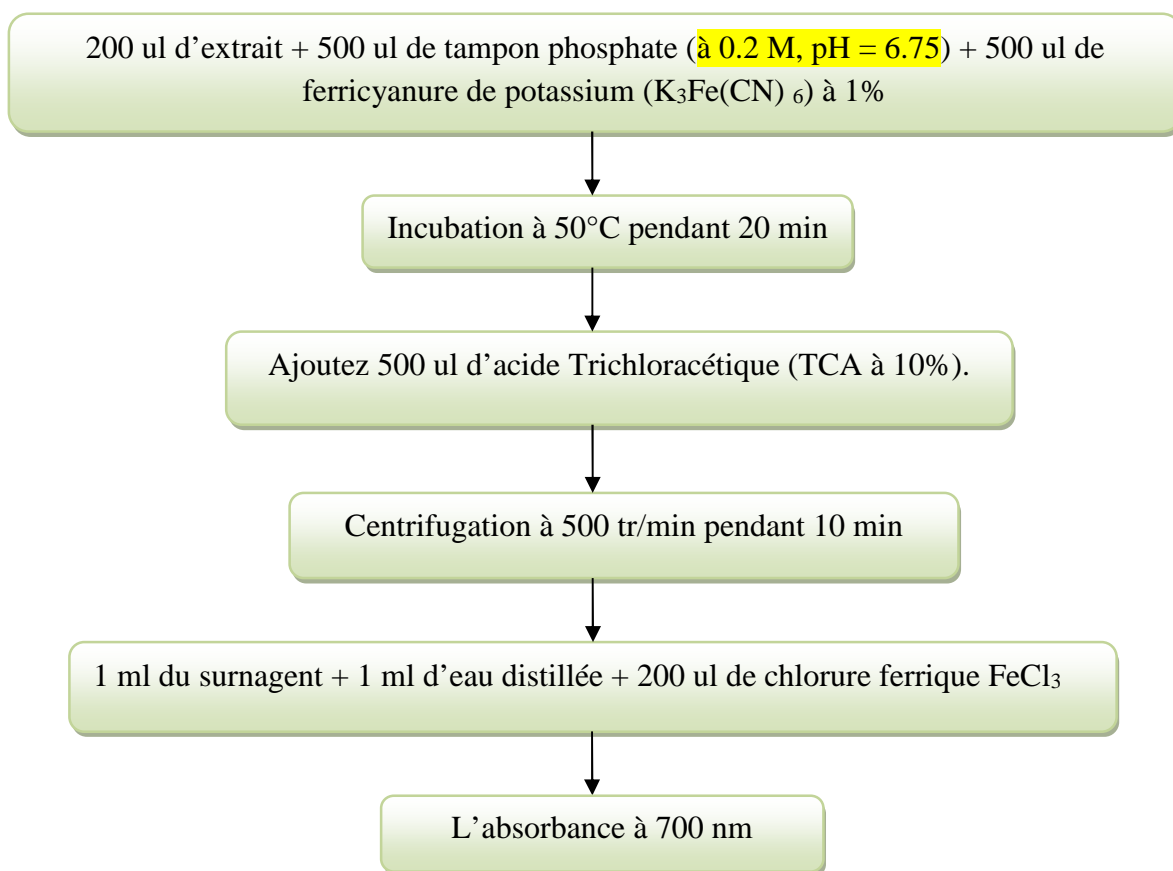 200 ul d’extrait + 500 ul de tampon phosphate (à 0.2 M, pH = 6.75) + 500 ul de
ferricyanure de potassium (K₃Fe(CN) ₆) à 1%
Incubation à 50°C pendant 20 min
Ajoutez 500 ul d’acide Trichloracétique (TCA à 10%).
Centrifugation à 500 tr/min pendant 10 min
1 ml du surnagent + 1 ml d’eau distillée + 200 ul de chlorure ferrique FeCl₃
L’absorbance à 700 nm